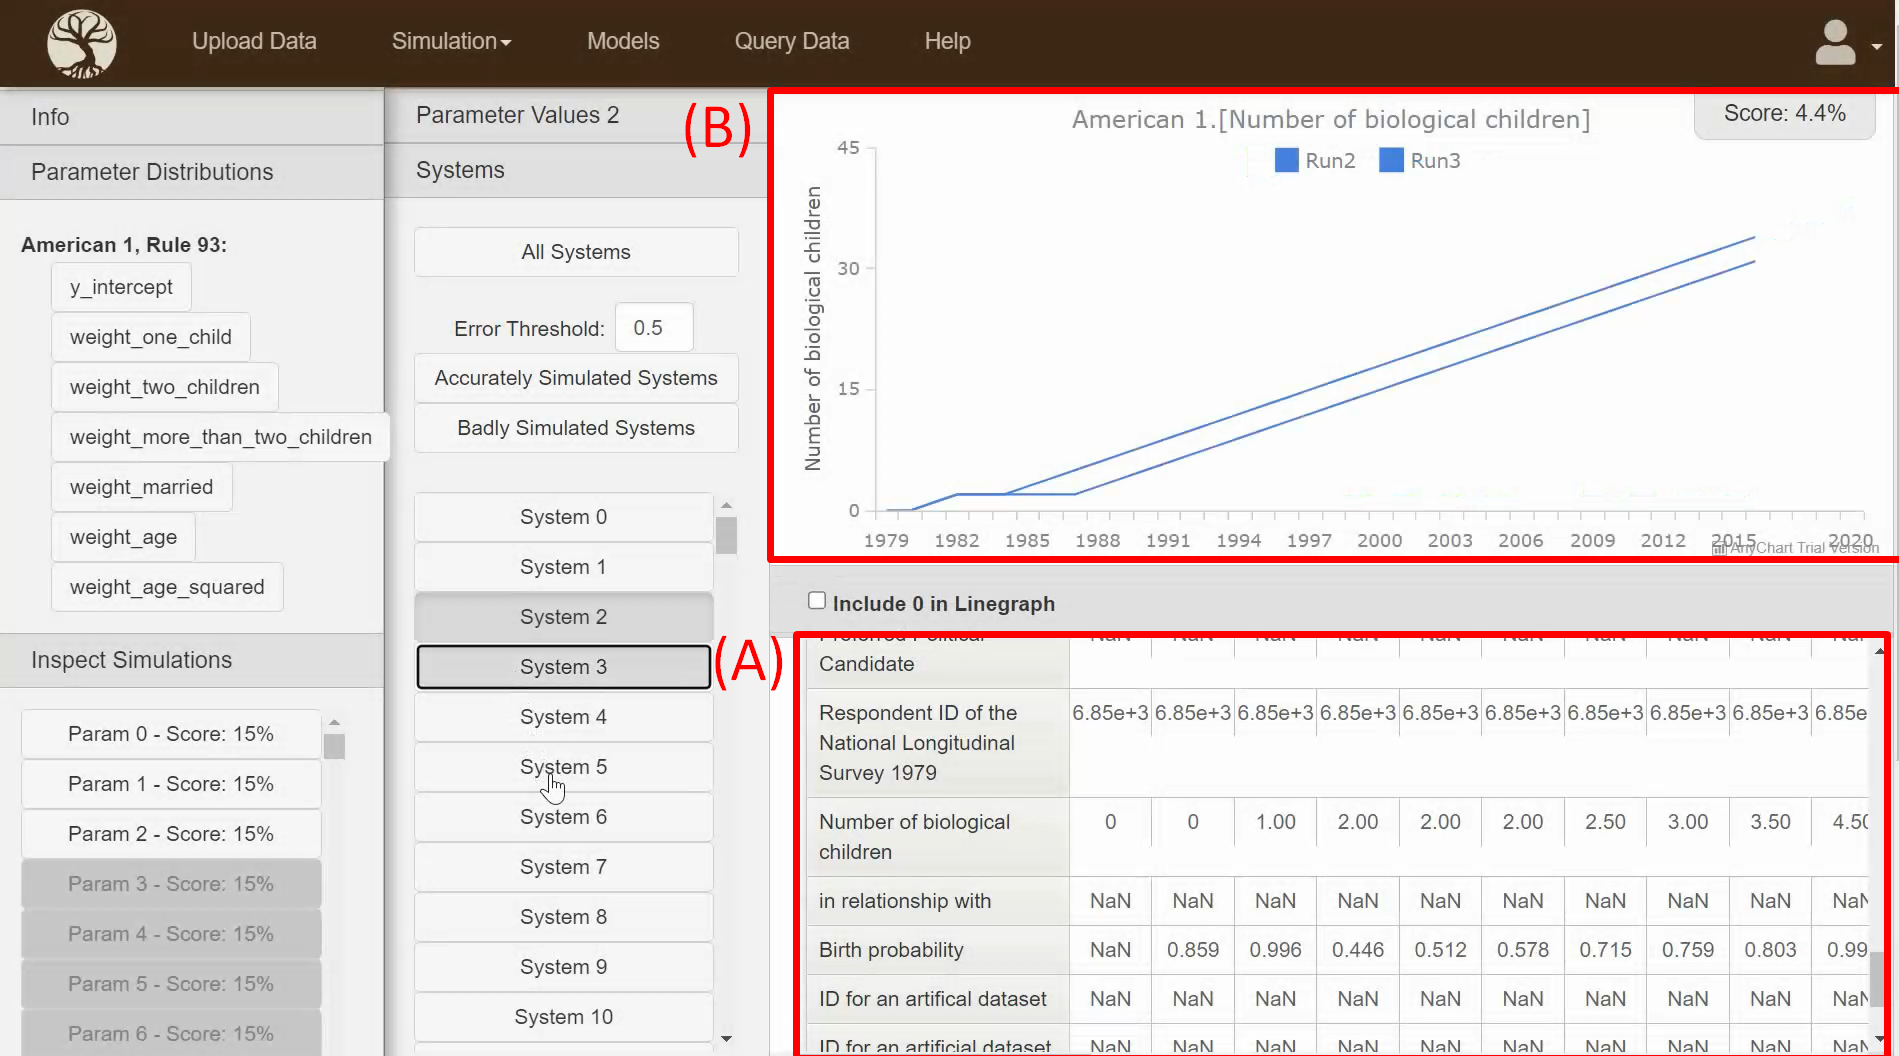 Upload Data Simulation Models Query Data Help
Info
Parameter Distributions
American 1, Rule 93:
y_intercept
weight_one_child
weight_two_children
weight_more_than_two_children
weight_married
weight_age
weight_age_squared
Inspect Simulations
Param 0 - Score: 15%
Param 1 - Score: 15%
Param 2 - Score: 15%
Param 3 - Score: 15%
Param 4 - Score: 15%
Param 5 - Score: 15%
Param 6 - Score: 15%
Parameter Values 2
Systems
All Systems
Error Threshold: 0.5
Accurately Simulated Systems
Badly Simulated Systems
System 0
System 1
System 2
System 3
System 4
System 5
System 6
System 7
System 8
System 9
System 10
(B)
(A)
American 1.[Number of biological children]
Score: 4.4%
Run2 Run3
Number of biological children
45
30
15
0
1979 1982 1985 1988 1991 1994 1997 2000 2003 2006 2009 2012 2015 2020
AnyChart Trial Version
Include 0 in Linegraph
Preferred Political NaN NaN NaN NaN NaN NaN NaN NaN NaN NaN
Candidate
Respondent ID of the 6.85e+3 6.85e+3 6.85e+3 6.85e+3 6.85e+3 6.85e+3 6.85e+3 6.85e+3 6.85e+3 6.85e
National Longitudinal
Survey 1979
Number of biological 0 0 1.00 2.00 2.00 2.00 2.50 3.00 3.50 4.50
children
in relationship with NaN NaN NaN NaN NaN NaN NaN NaN NaN NaN
Birth probability NaN 0.859 0.996 0.446 0.512 0.578 0.715 0.759 0.803 0.99
ID for an artifical dataset NaN NaN NaN NaN NaN NaN NaN NaN NaN NaN
ID for an artificial dataset NaN NaN NaN NaN NaN NaN NaN NaN NaN NaN